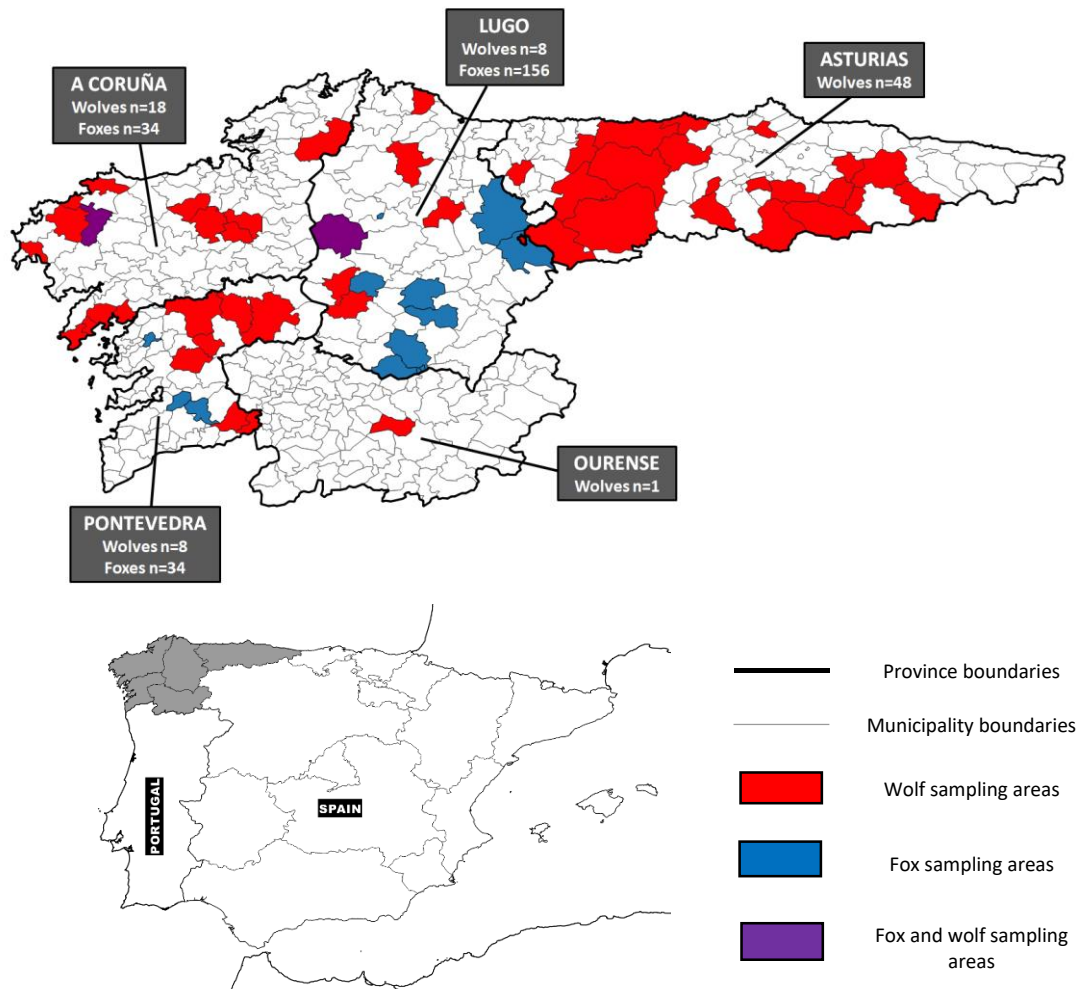 LUGO
Wolves n=8
Foxes n=156
A CORUÑA
Wolves n=18
Foxes n=34
ASTURIAS
Wolves n=48
OURENSE
Wolves n=1
PONTEVEDRA
Wolves n=8
Foxes n=34
PORTUGAL
SPAIN
Province boundaries
Municipality boundaries
Wolf sampling areas
Fox sampling areas
Fox and wolf sampling
areas